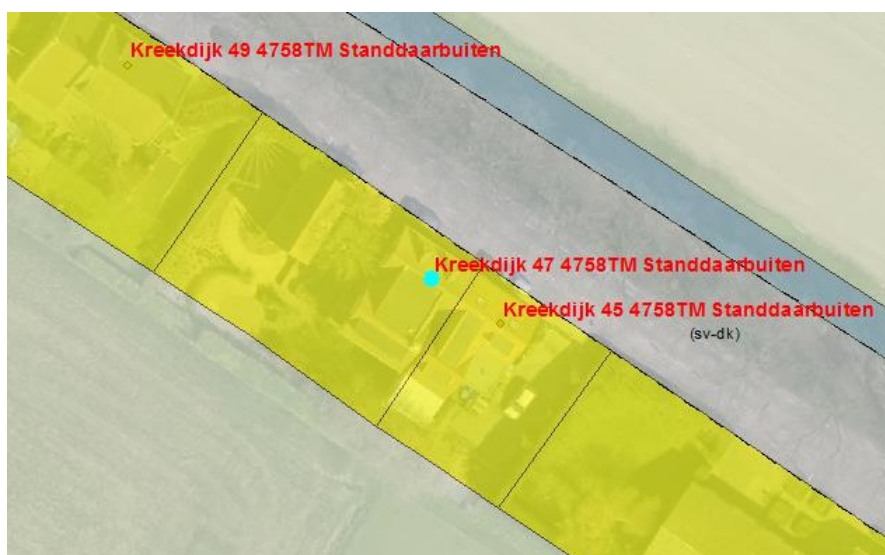 Kreekdijk 49 4758TM Standdaarbuiten
Kreekdijk 47 4758TM Standdaarbuiten
Kreekdijk 45 4758TM Standdaarbuiten
(sv-dk)